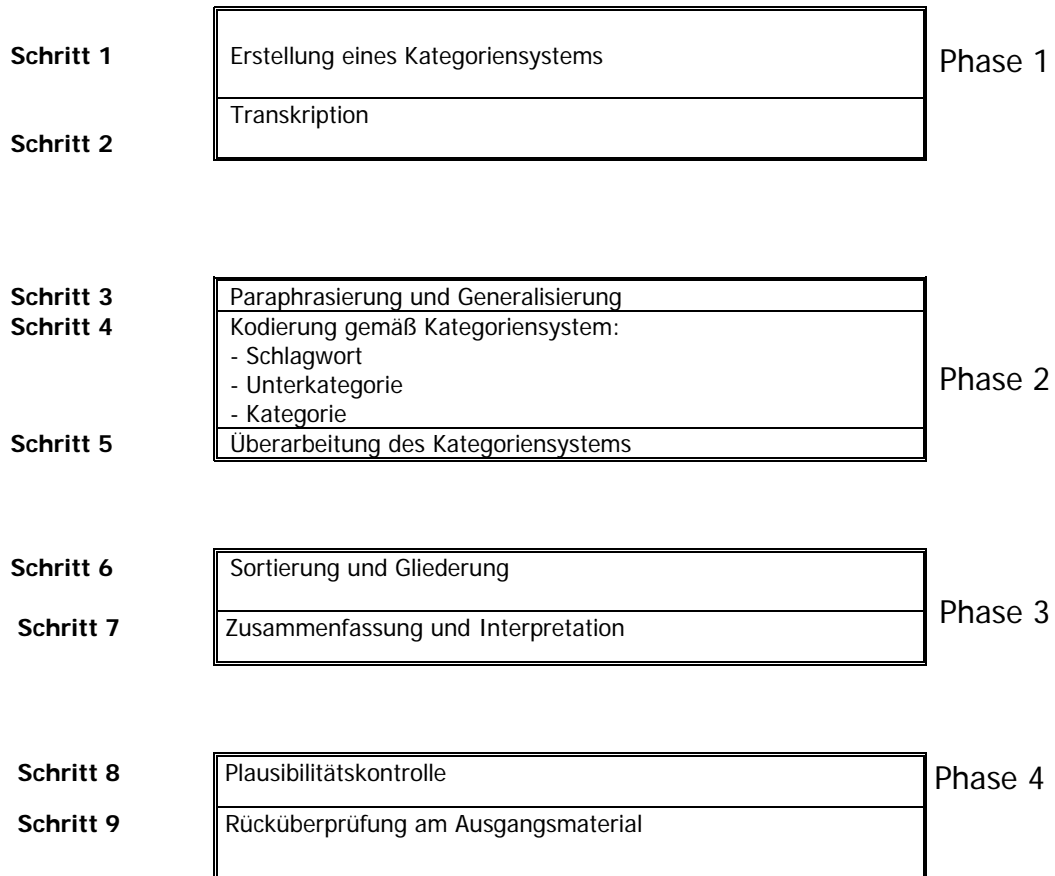 Schritt 1 Erstellung eines Kategoriensystems Phase 1
Transkription
Schritt 2
Schritt 3 Paraphrasierung und Generalisierung
Schritt 4 Kodierung gemäß Kategoriensystem:
- Schlagwort
- Unterkategorie Phase 2
- Kategorie
Schritt 5 Überarbeitung des Kategoriensystems
Schritt 6 Sortierung und Gliederung
Phase 3
Schritt 7 Zusammenfassung und Interpretation
Schritt 8 Plausibilitätskontrolle Phase 4
Schritt 9 Rücküberprüfung am Ausgangsmaterial